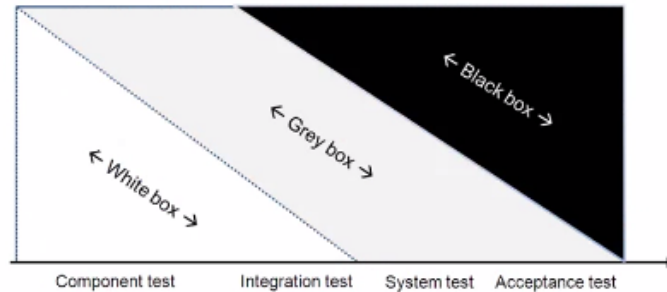 ← Black box →
← Grey box →
← White box →
Component test Integration test System test Acceptance test